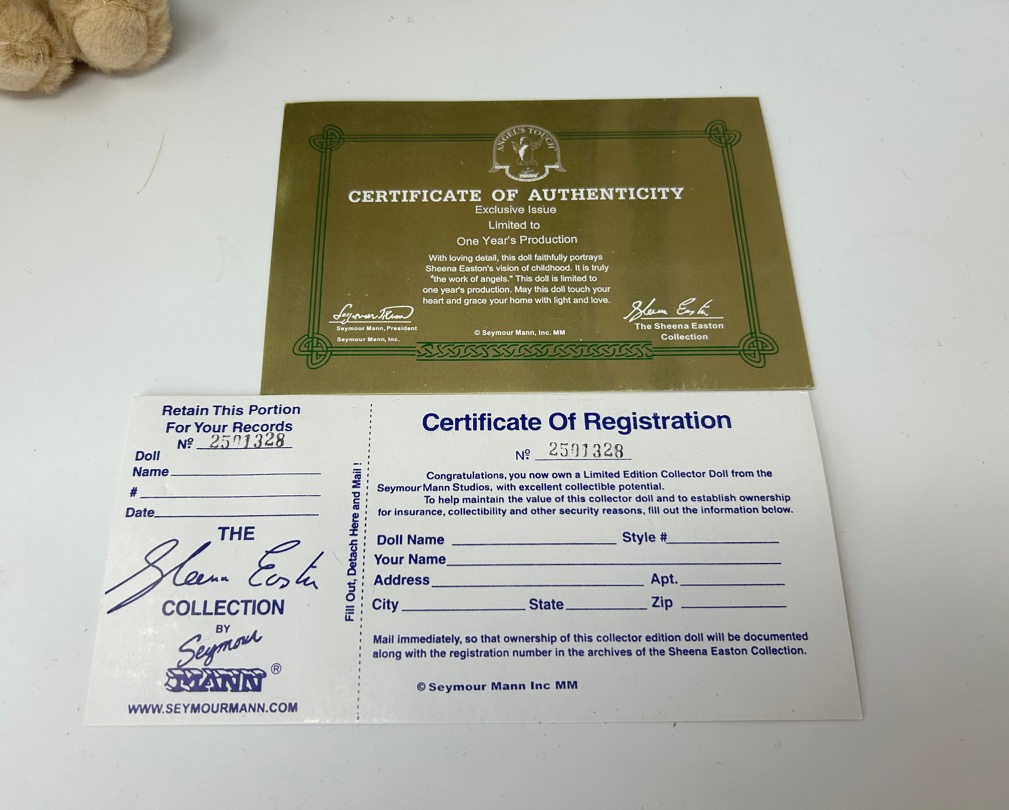 ANGEL'S TOUCH
CERTIFICATE OF AUTHENTICITY
Exclusive Issue
Limited to
One Year's Production
With loving detail, this doll faithfully portrays
Sheena Easton's vision of childhood. It is truly
"the work of angels." This doll is limited to
one year's production. May this doll touch your
heart and grace your home with light and love.
Seymour Mann
Seymour Mann, President
Seymour Mann, Inc.
© Seymour Mann, Inc. MM
Sheena Easton
The Sheena Easton
Collection
Retain This Portion
For Your Records
Nº 2501328
Doll
Name
#
Date
THE
Sheena Easton
COLLECTION
BY
Seymour
MANN ®
WWW.SEYMOURMANN.COM
Fill Out, Detach Here and Mail !
Certificate Of Registration
Nº 2501328
Congratulations, you now own a Limited Edition Collector Doll from the
Seymour Mann Studios, with excellent collectible potential.
To help maintain the value of this collector doll and to establish ownership
for insurance, collectibility and other security reasons, fill out the information below.
Doll Name Style #
Your Name
Address Apt.
City State Zip
Mail immediately, so that ownership of this collector edition doll will be documented
along with the registration number in the archives of the Sheena Easton Collection.
© Seymour Mann Inc MM